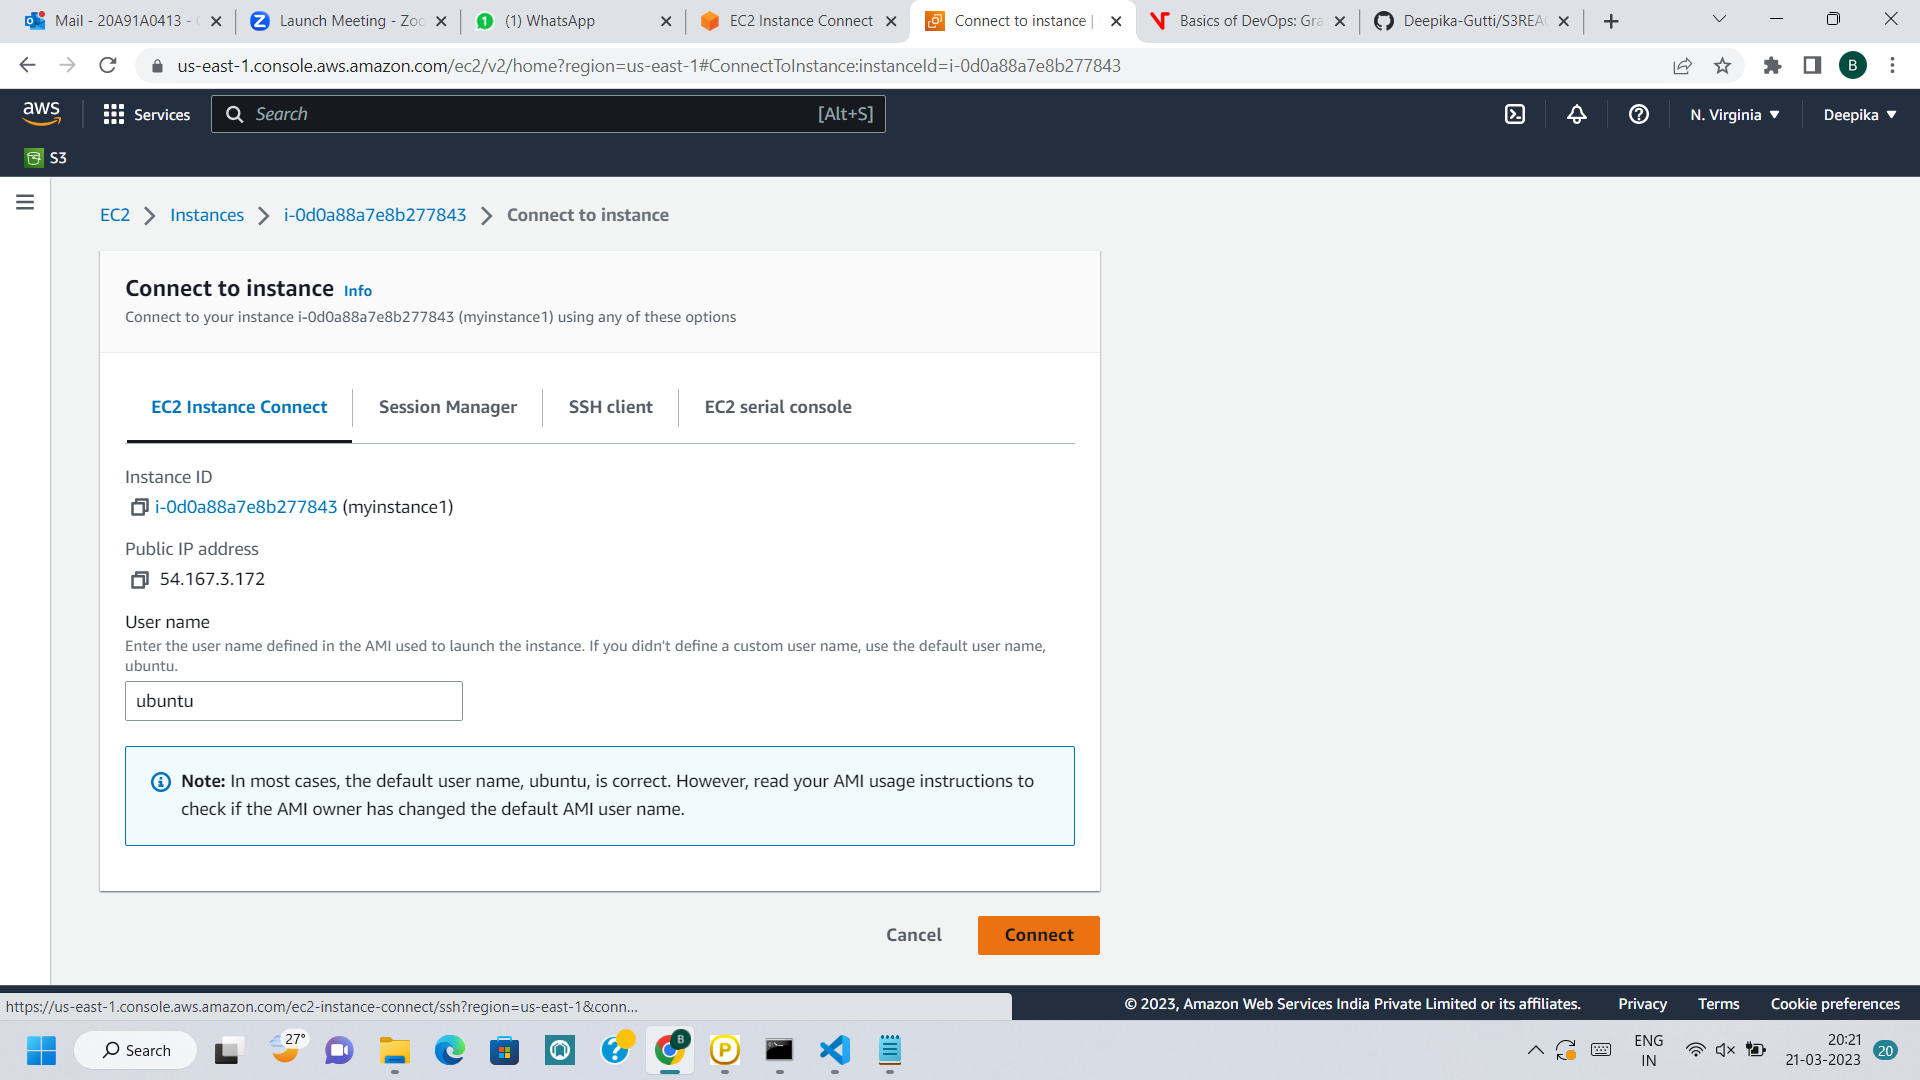 Mail - 20A91A0413 -
Launch Meeting - Zoo
(1) WhatsApp
EC2 Instance Connect
Connect to instance |
Basics of DevOps: Gra
Deepika-Gutti/S3REA
us-east-1.console.aws.amazon.com/ec2/v2/home?region=us-east-1#ConnectToInstance:instanceId=i-0d0a88a7e8b277843
B
aws
Services
Search
[Alt+S]
N. Virginia
Deepika
S3
EC2
Instances
i-0d0a88a7e8b277843
Connect to instance
Connect to instance Info
Connect to your instance i-0d0a88a7e8b277843 (myinstance1) using any of these options
EC2 Instance Connect
Session Manager
SSH client
EC2 serial console
Instance ID
i-0d0a88a7e8b277843 (myinstance1)
Public IP address
54.167.3.172
User name
Enter the user name defined in the AMI used to launch the instance. If you didn't define a custom user name, use the default user name,
ubuntu.
ubuntu
Note: In most cases, the default user name, ubuntu, is correct. However, read your AMI usage instructions to
check if the AMI owner has changed the default AMI user name.
Cancel
Connect
https://us-east-1.console.aws.amazon.com/ec2-instance-connect/ssh?region=us-east-1&conn...
© 2023, Amazon Web Services India Private Limited or its affiliates.
Privacy
Terms
Cookie preferences
Search
27°
B
ENG
IN
20:21
21-03-2023
20